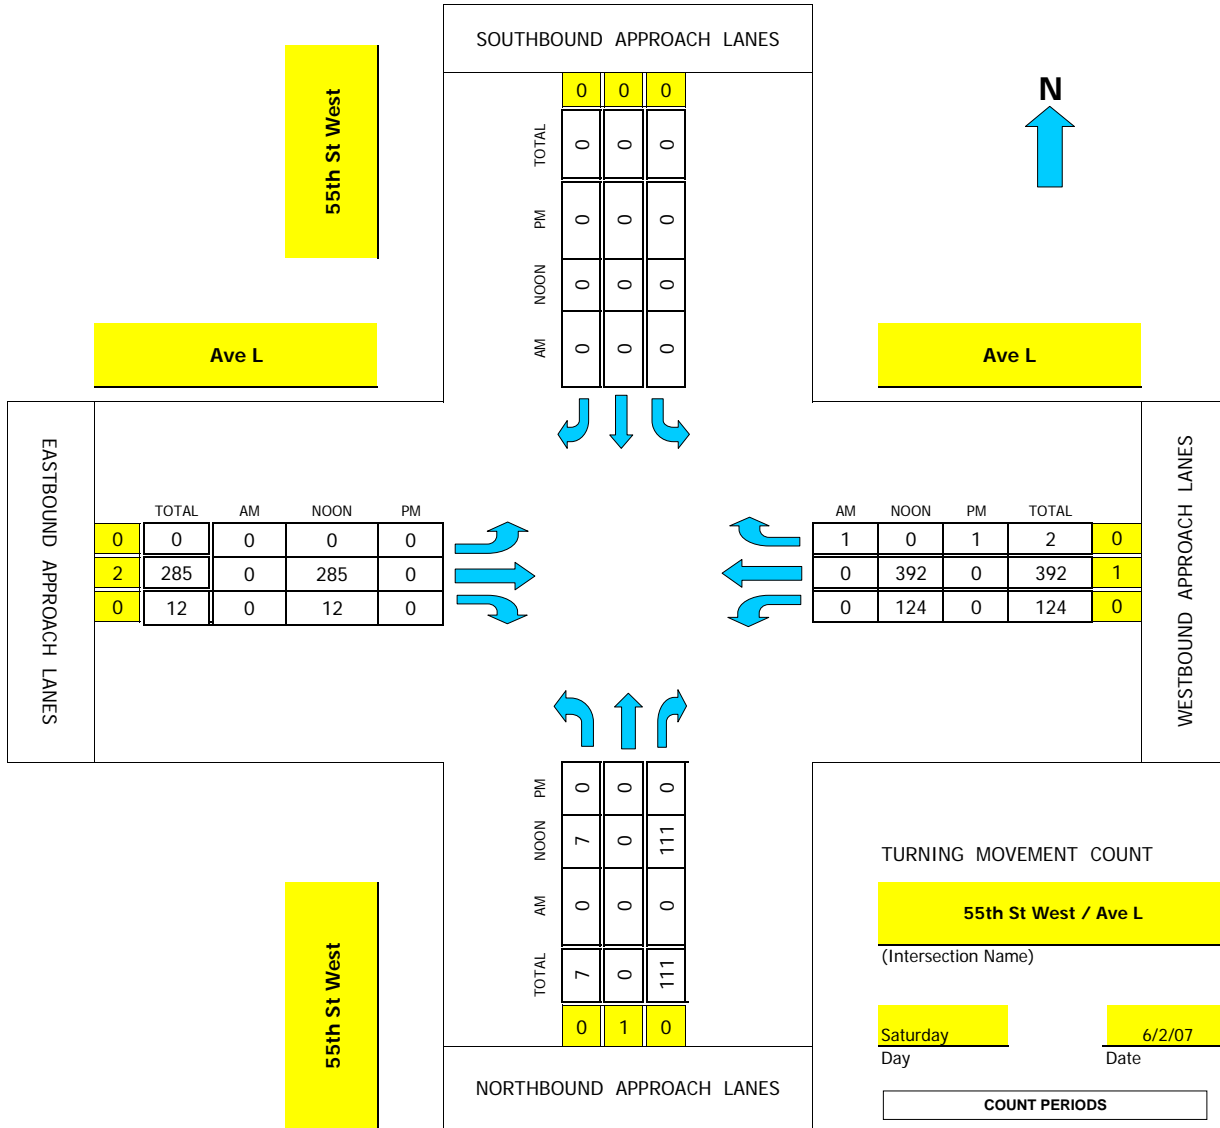 SOUTHBOUND APPROACH LANES
0 0 0
TOTAL 0 0 0
PM 0 0 0
NOON 0 0 0
AM 0 0 0
55th St West
N
Ave L
Ave L
EASTBOUND APPROACH LANES
TOTAL AM NOON PM
0 0 0 0 0
2 285 0 285 0
0 12 0 12 0
AM NOON PM TOTAL
1 0 1 2 0
0 392 0 392 1
0 124 0 124 0
WESTBOUND APPROACH LANES
PM 0 0 0
NOON 7 0 111
AM 0 0 0
TOTAL 7 0 111
0 1 0
NORTHBOUND APPROACH LANES
55th St West
TURNING MOVEMENT COUNT
55th St West / Ave L
(Intersection Name)
Saturday 6/2/07
Day Date
COUNT PERIODS